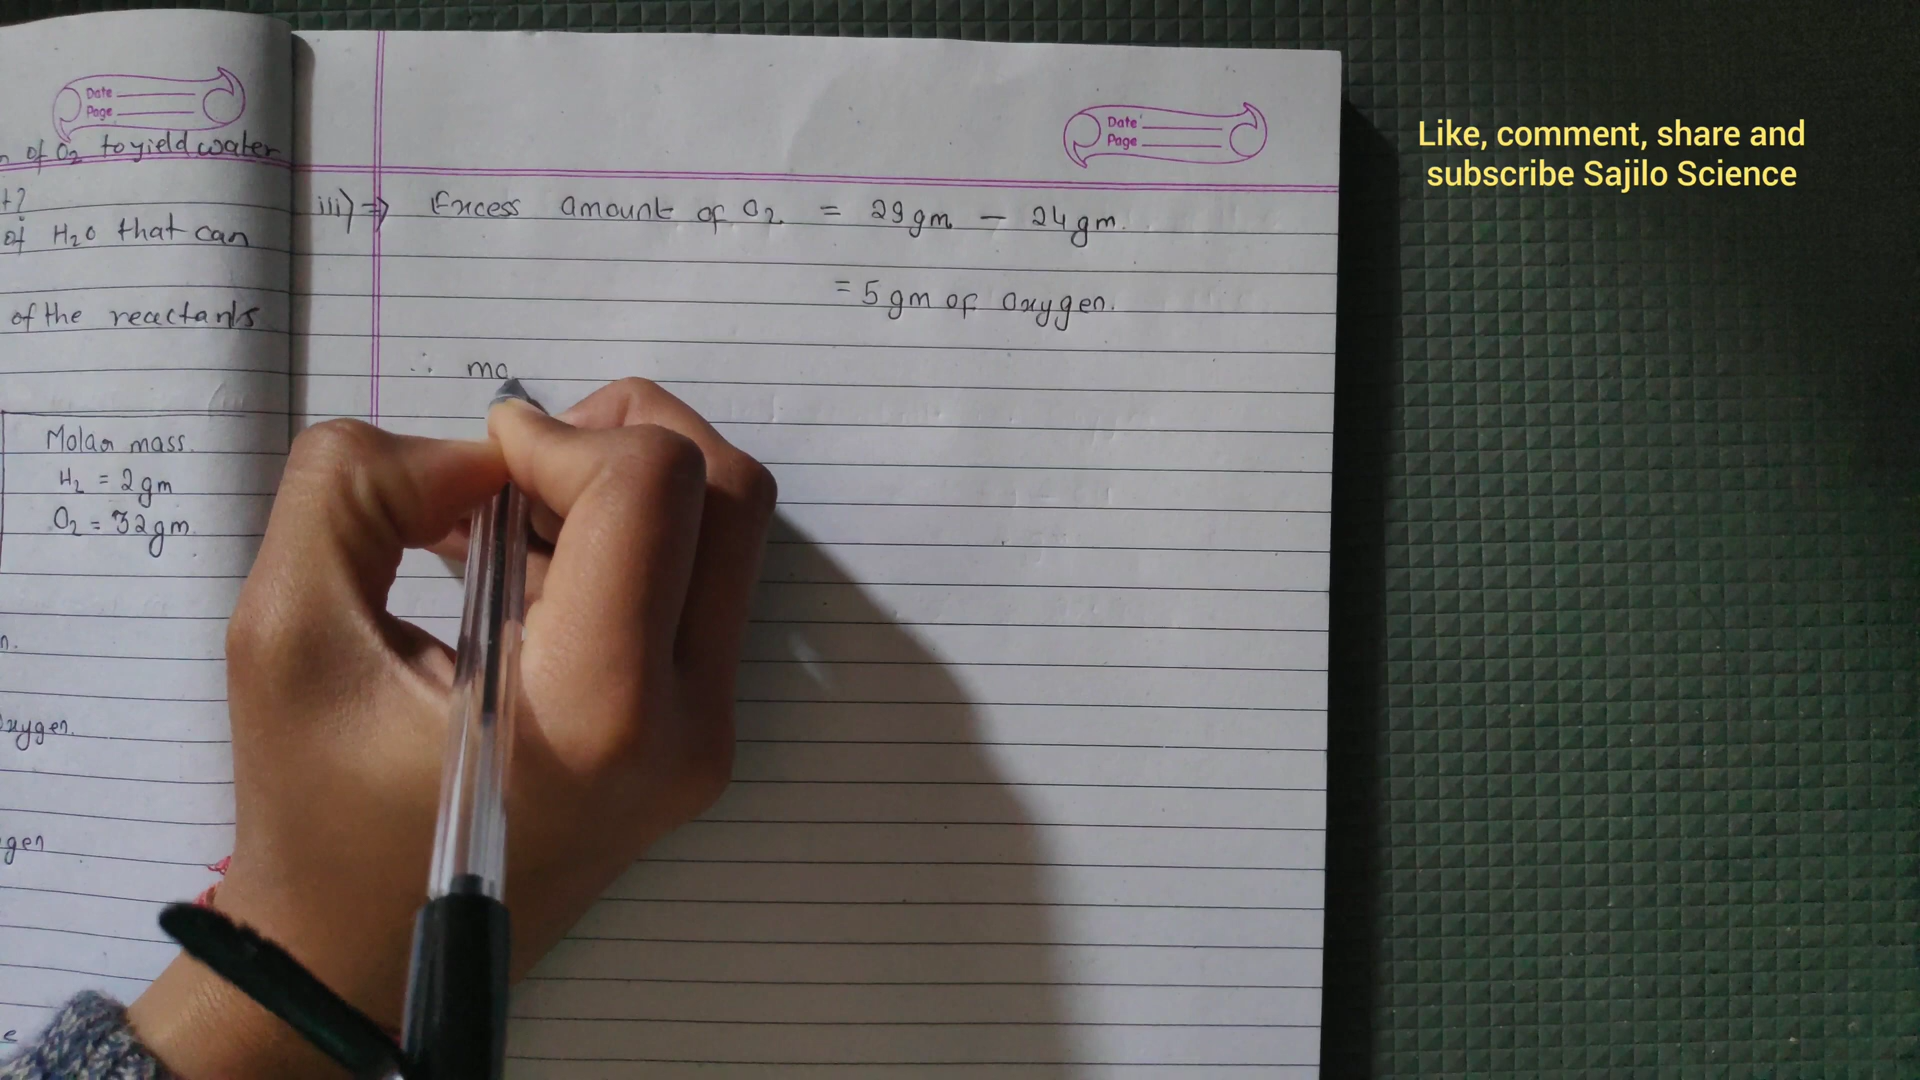 Date
Page
of O2 to yield water
t?
of H2O that can
of the reactants
Molar mass.
H2 = 2gm
O2 = 32gm.
n.
oxygen.
gen
e
Date
Page
iii) ⇒ Excess amount of O2 = 29gm - 24gm.
= 5gm of oxygen.
∴ mo
Like, comment, share and
subscribe Sajilo Science